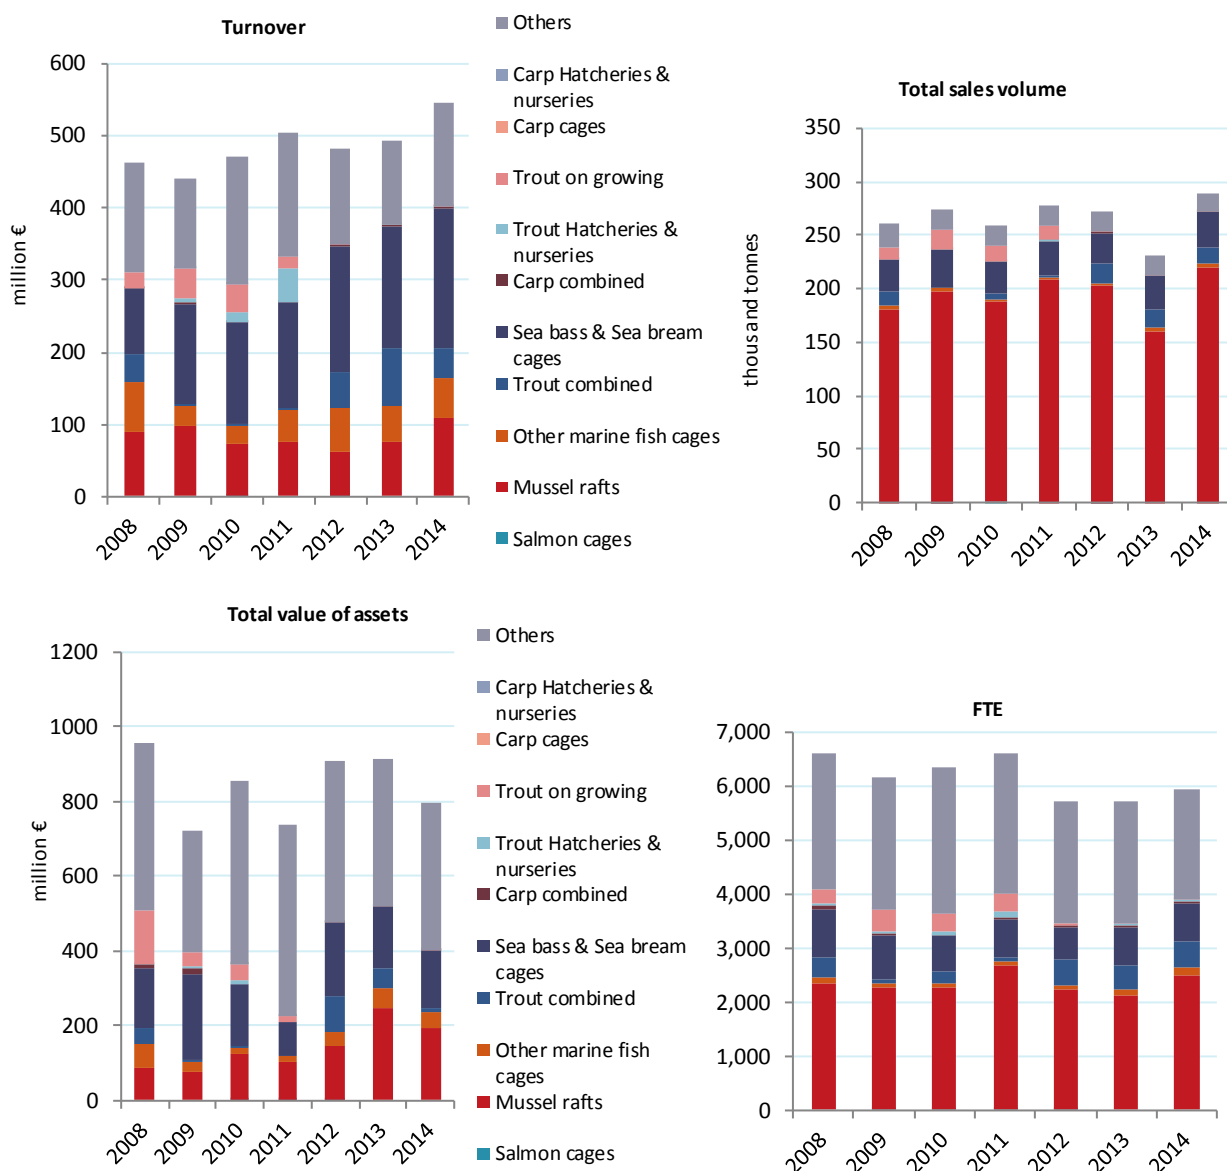 Turnover
600
500
400
300
200
100
0
million €
2008
2009
2010
2011
2012
2013
2014
Others
Carp Hatcheries &
nurseries
Carp cages
Trout on growing
Trout Hatcheries &
nurseries
Carp combined
Sea bass & Sea bream
cages
Trout combined
Other marine fish cages
Mussel rafts
Salmon cages
Total sales volume
350
300
250
200
150
100
50
0
thousand tonnes
2008
2009
2010
2011
2012
2013
2014
Total value of assets
1200
1000
800
600
400
200
0
million €
2008
2009
2010
2011
2012
2013
2014
Others
Carp Hatcheries &
nurseries
Carp cages
Trout on growing
Trout Hatcheries &
nurseries
Carp combined
Sea bass & Sea bream
cages
Trout combined
Other marine fish
cages
Mussel rafts
Salmon cages
FTE
7,000
6,000
5,000
4,000
3,000
2,000
1,000
0
2008
2009
2010
2011
2012
2013
2014